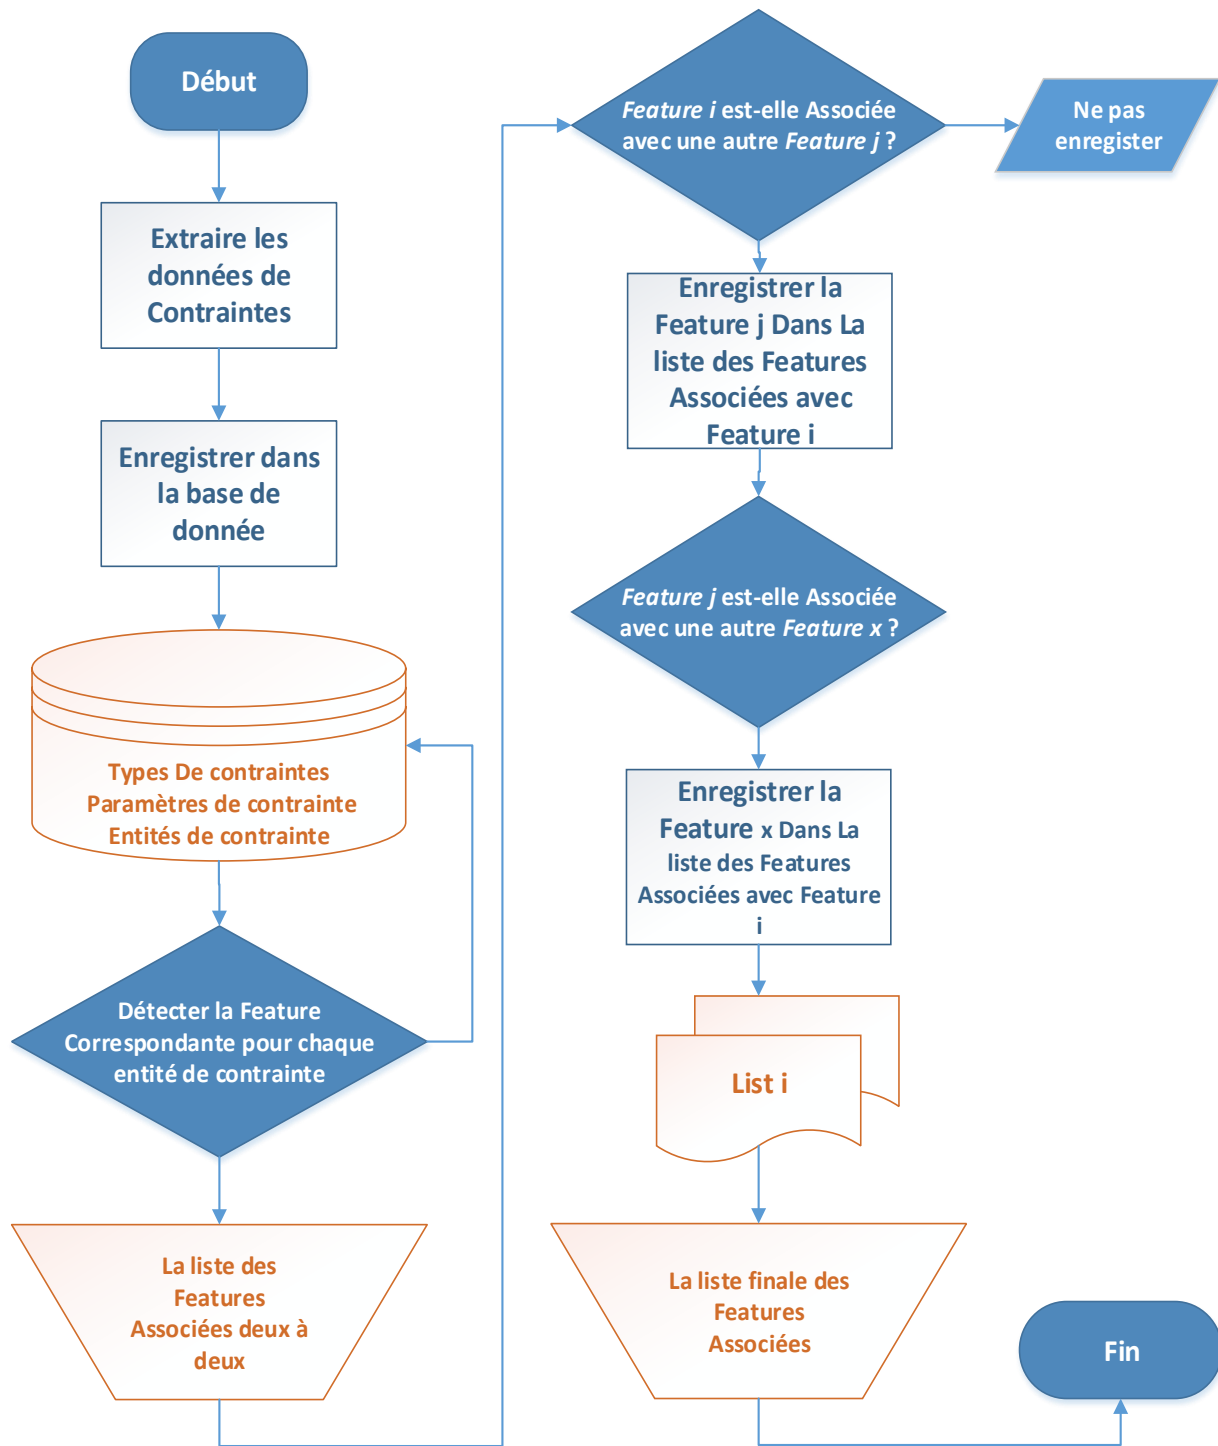 Début
Extraire les
données de
Contraintes
Enregistrer dans
la base de
donnée
Types De contraintes
Paramètres de contrainte
Entités de contrainte
Détecter la Feature
Correspondante pour chaque
entité de contrainte
La liste des
Features
Associées deux à
deux
Feature i est-elle Associée
avec une autre Feature j ?
Ne pas
enregister
Enregistrer la
Feature j Dans La
liste des Features
Associées avec
Feature i
Feature j est-elle Associée
avec une autre Feature x ?
Enregistrer la
Feature x Dans La
liste des Features
Associées avec Feature
i
List i
La liste finale des
Features
Associées
Fin